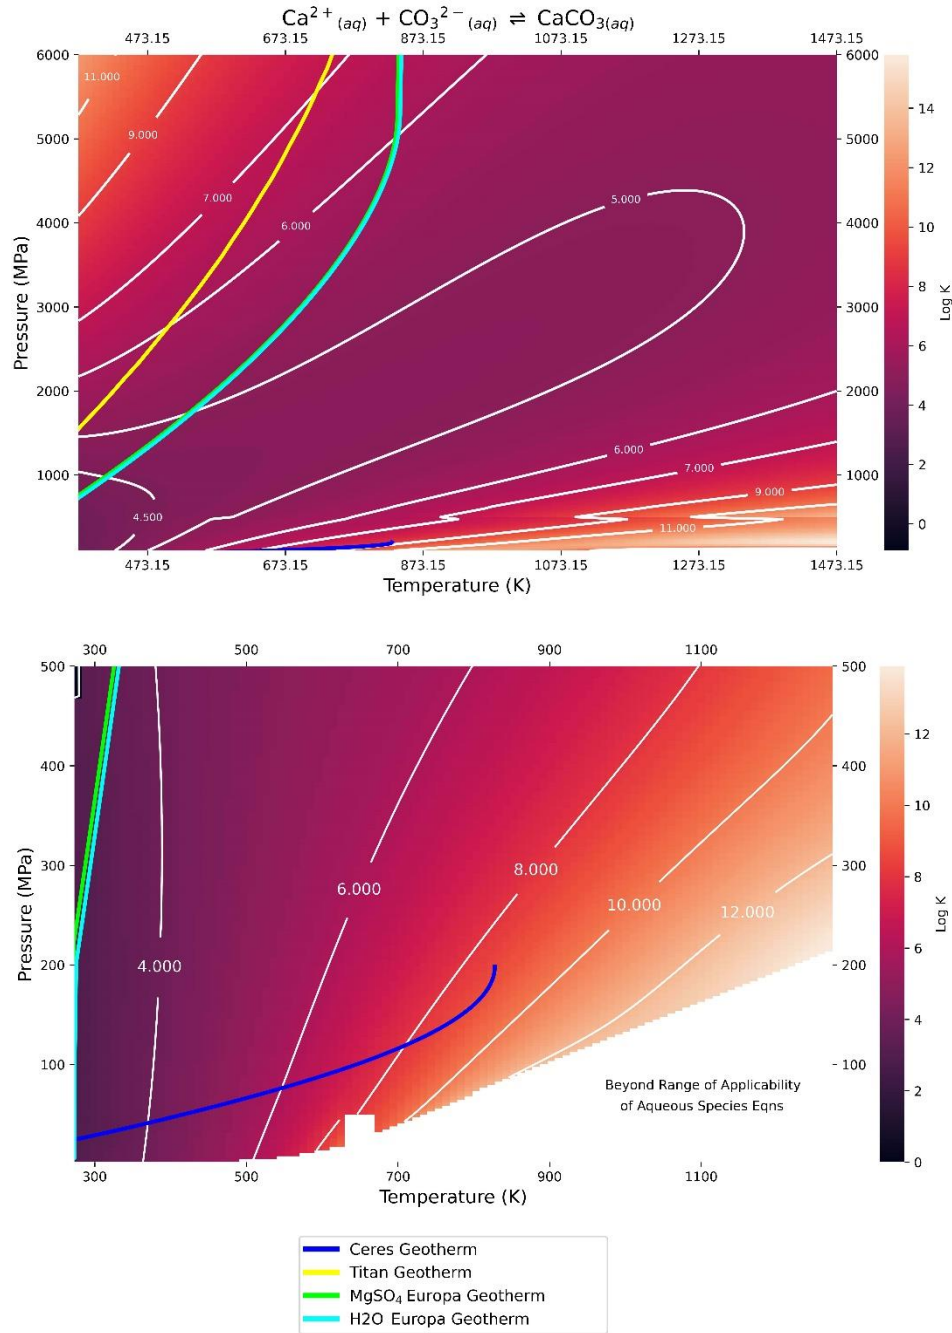 Ca²⁺₍ₐq₎ + CO₃²⁻₍ₐq₎ ⇌ CaCO₃₍ₐq₎
473.15 673.15 873.15 1073.15 1273.15 1473.15
6000 6000
11.000
9.000
5000 5000
7.000
6.000
5.000
4000 4000
3000 3000
2000 2000
6.000
7.000
1000 1000
9.000
4.500
11.000
473.15 673.15 873.15 1073.15 1273.15 1473.15
Temperature (K)
Pressure (MPa)
14
12
10
8
6
4
2
0
Log K
300 500 700 900 1100
500 500
400 400
300 300
8.000
6.000
10.000
12.000
4.000
200 200
100 100
Beyond Range of Applicability
of Aqueous Species Eqns
300 500 700 900 1100
Temperature (K)
Pressure (MPa)
12
10
8
6
4
2
0
Log K
Ceres Geotherm
Titan Geotherm
MgSO₄ Europa Geotherm
H2O Europa Geotherm